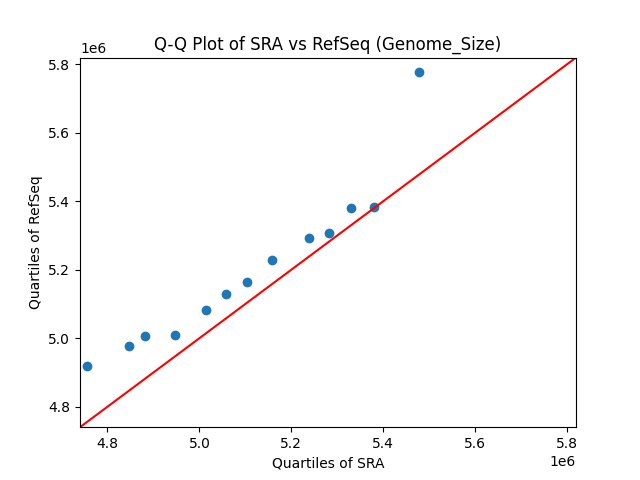 Q-Q Plot of SRA vs RefSeq (Genome_Size)
1e6
5.8
5.6
5.4
5.2
5.0
4.8
Quartiles of RefSeq
4.8 5.0 5.2 5.4 5.6 5.8
Quartiles of SRA
1e6